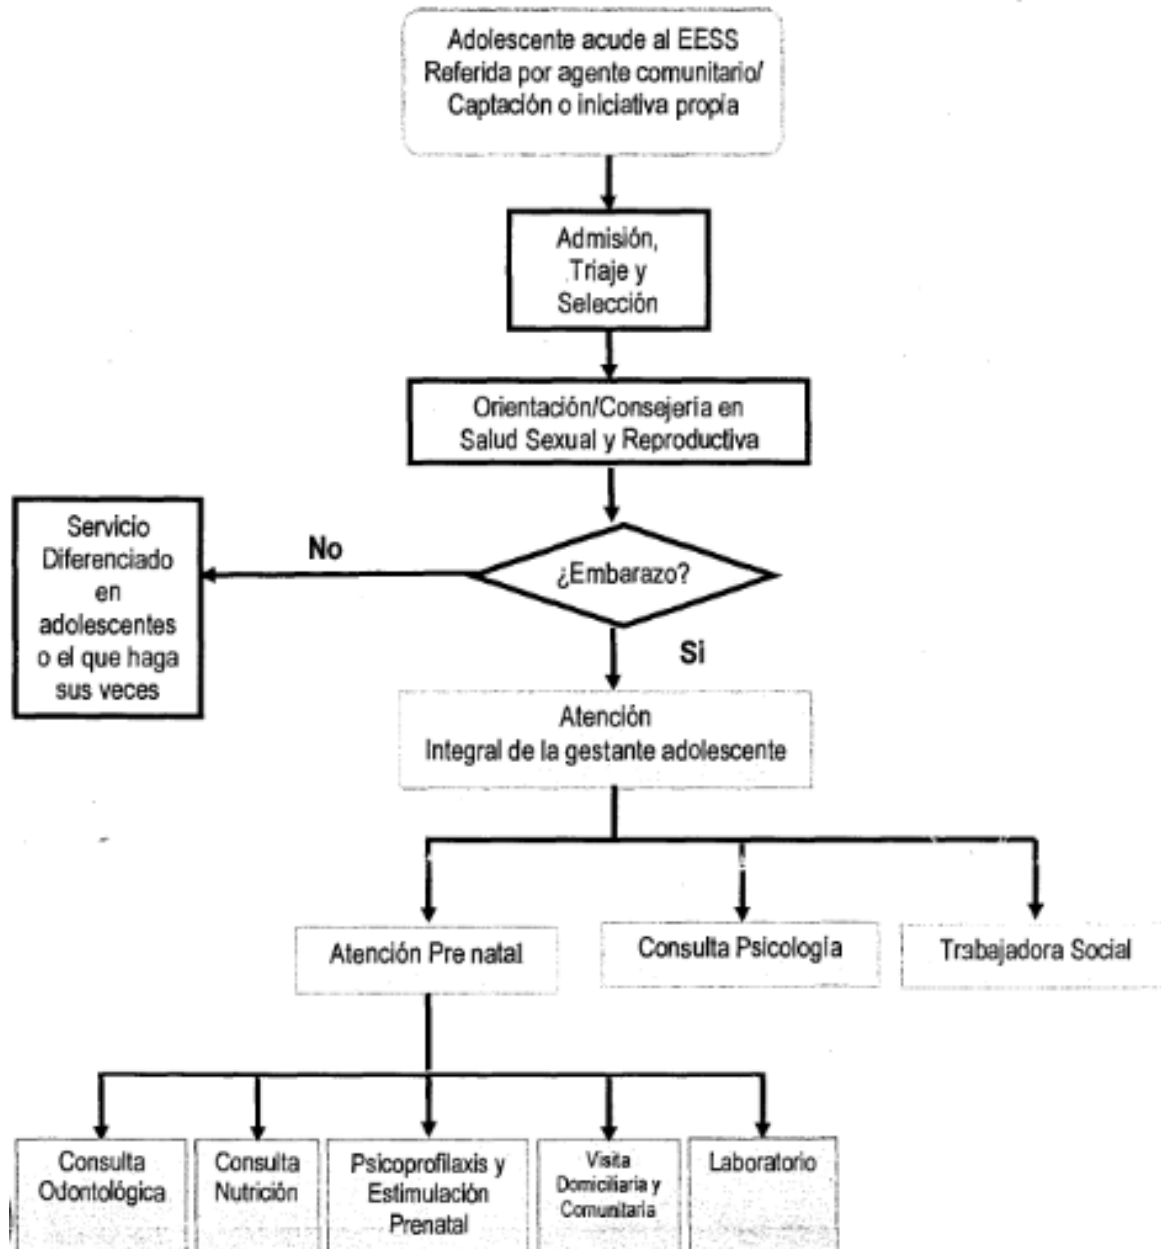 Adolescente acude al EESS
Referida por agente comunitario/
Captación o iniciativa propia
Admisión,
Triaje y
Selección
Orientación/Consejería en
Salud Sexual y Reproductiva
¿Embarazo?
No
Servicio
Diferenciado
en
adolescentes
o el que haga
sus veces
Si
Atención
Integral de la gestante adolescente
Atención Pre natal
Consulta Psicología
Trabajadora Social
Consulta
Odontológica
Consulta
Nutrición
Psicoprofilaxis y
Estimulación
Prenatal
Visita
Domiciliaria y
Comunitaria
Laboratorio